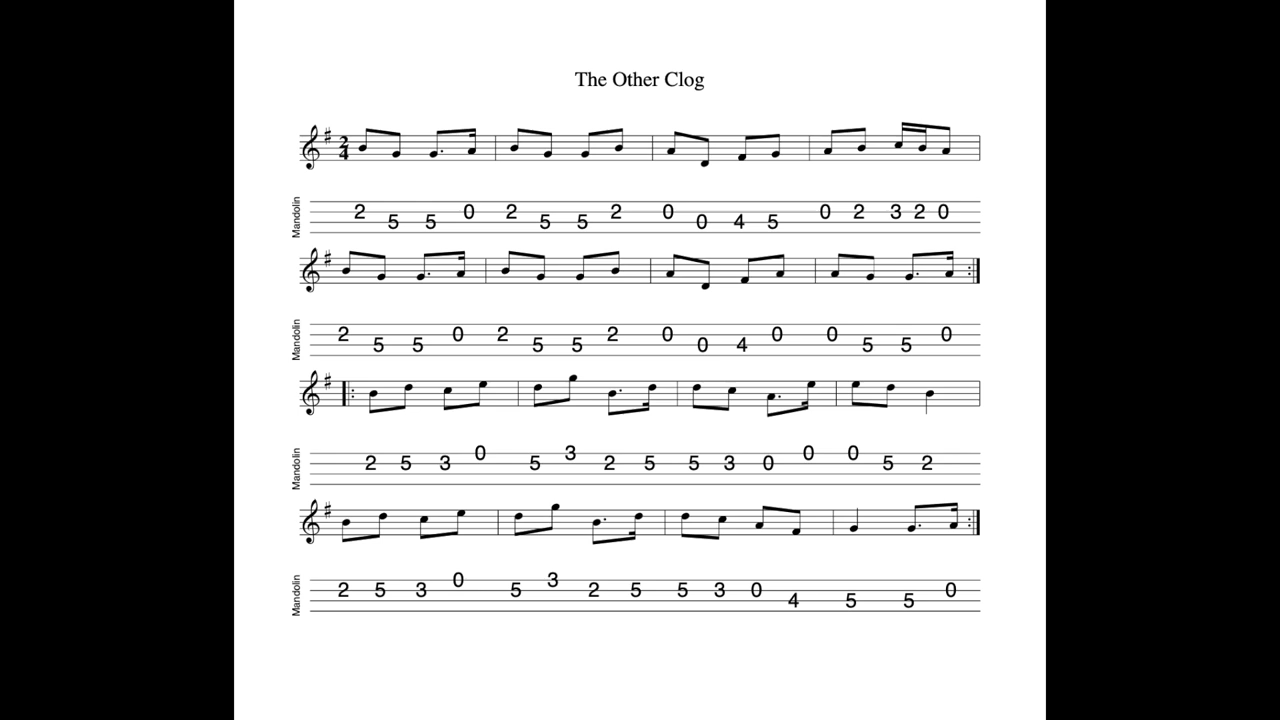 The Other Clog
2
4
Mandolin
2 5 5 0 2 5 5 2 0 0 4 5 0 2 3 2 0
Mandolin
2 5 5 0 2 5 5 2 0 0 4 0 0 5 5 0
Mandolin
2 5 3 0 5 3 2 5 5 3 0 0 0 5 2
Mandolin
2 5 3 0 5 3 2 5 5 3 0 4 5 5 0